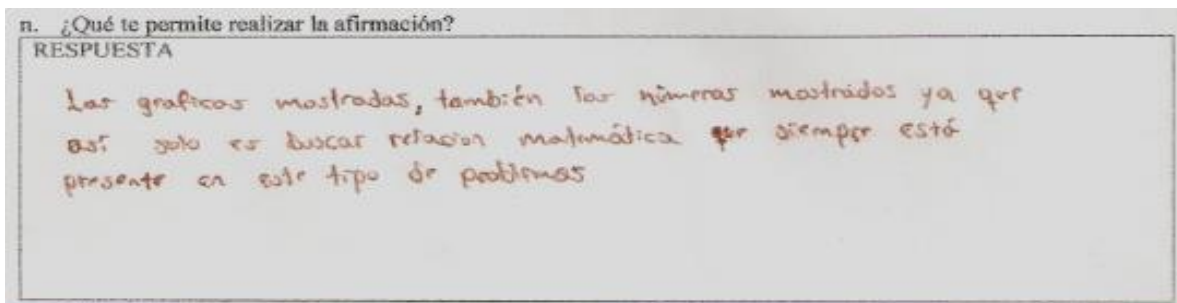 n. ¿Qué te permite realizar la afirmación?
RESPUESTA
Las graficas mostradas, también los números mostrados ya que
así solo es buscar relacion matemática que siempre está
presente en este tipo de problemas